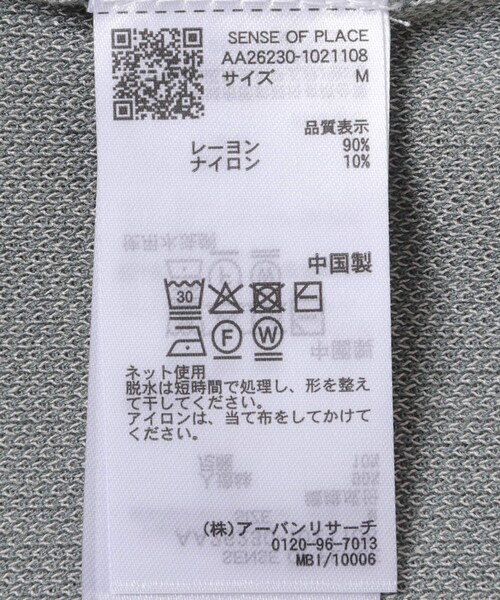 SENSE OF PLACE
AA26230-1021108
サイズ M
品質表示
レーヨン 90%
ナイロン 10%
中国製
30
F W
ネット使用
脱水は短時間で処理し、形を整え
て干してください。
アイロンは、当て布をしてかけて
ください。
(株)アーバンリサーチ
0120-96-7013
MBI/10006